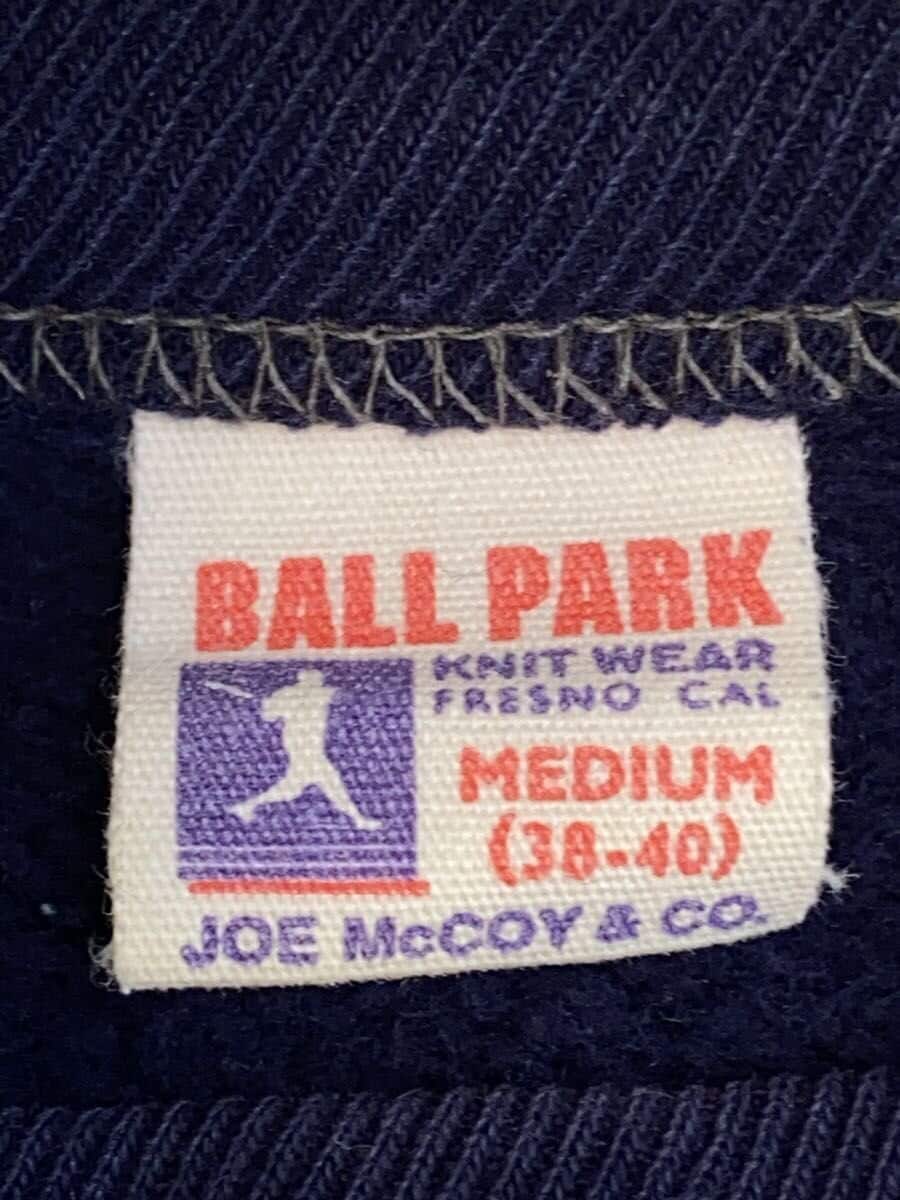 BALL PARK
KNIT WEAR
FRESNO CAL
MEDIUM
(38-40)
JOE McCOY & CO.